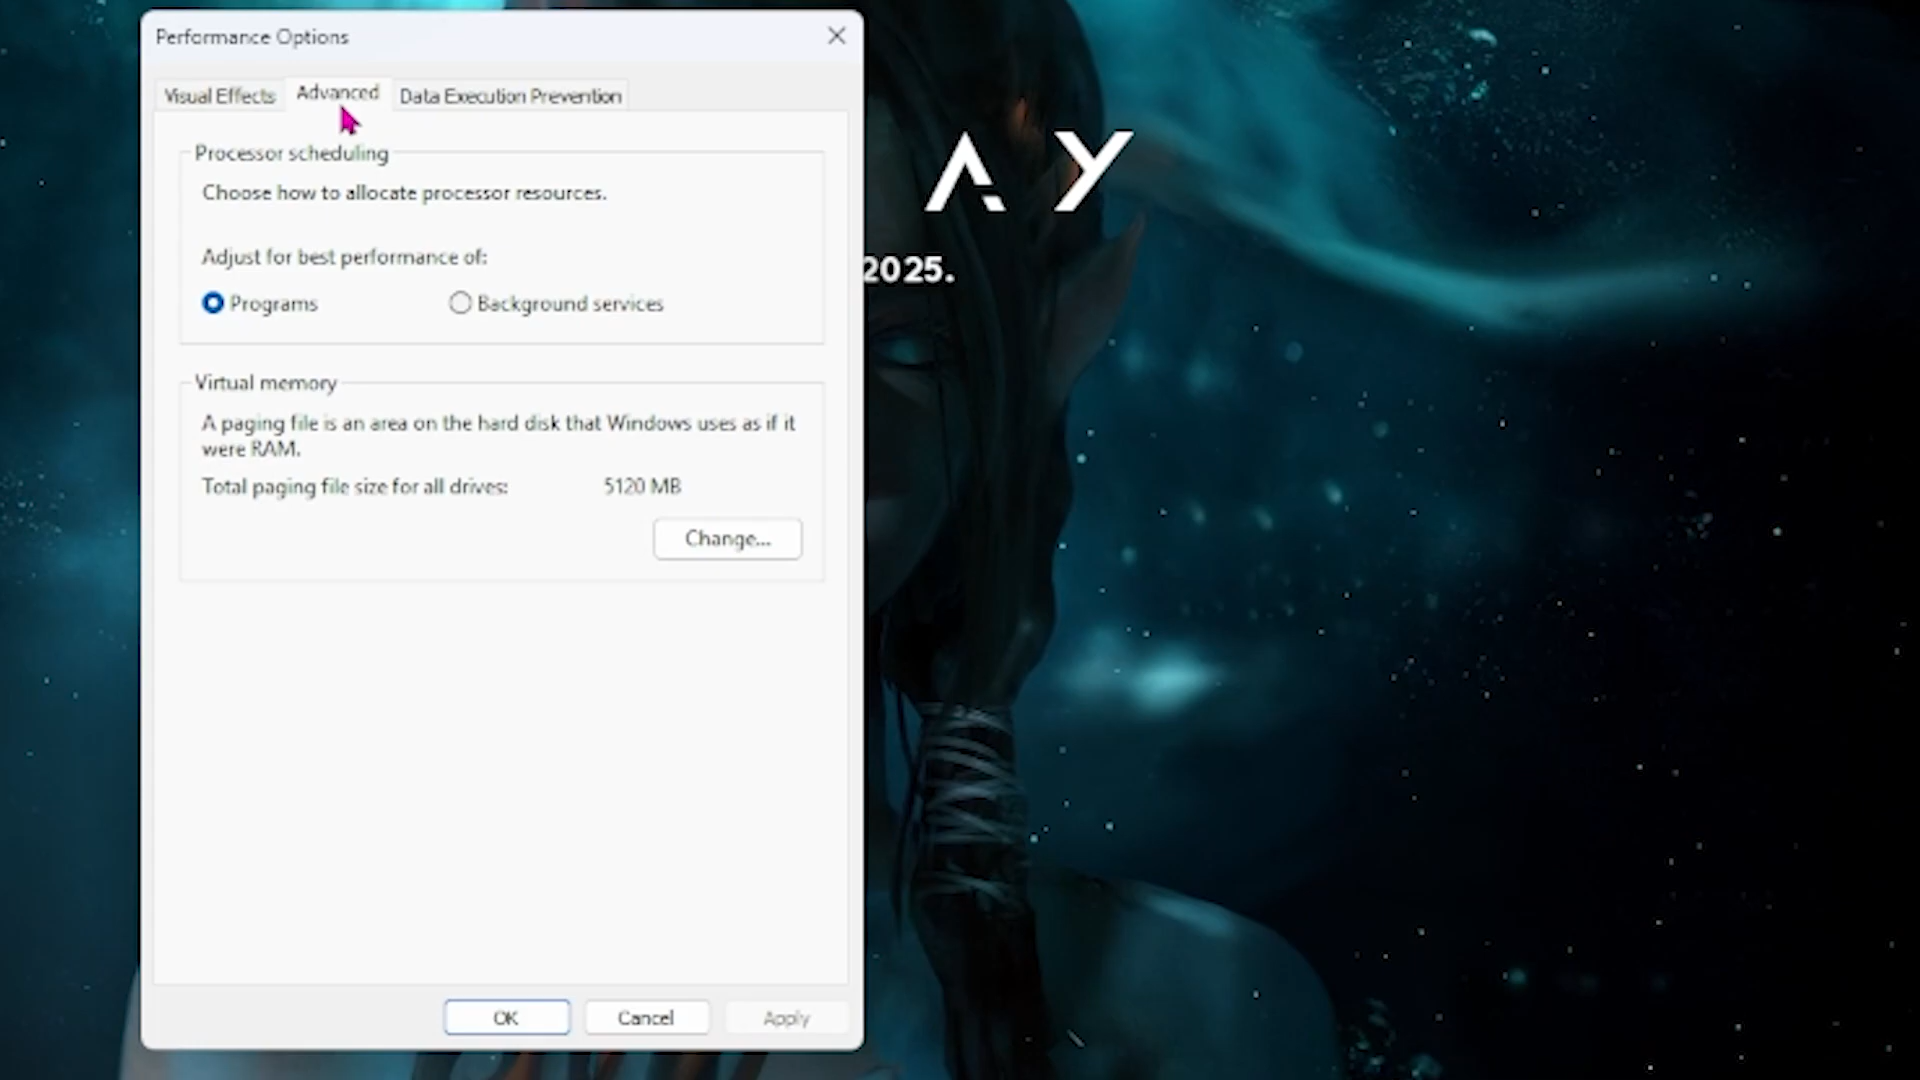 Performance Options
Visual Effects
Advanced
Data Execution Prevention
Processor scheduling
Choose how to allocate processor resources.
Adjust for best performance of:
Programs
Background services
Virtual memory
A paging file is an area on the hard disk that Windows uses as if it
were RAM.
Total paging file size for all drives: 5120 MB
Change...
OK
Cancel
Apply
A Y
2025.